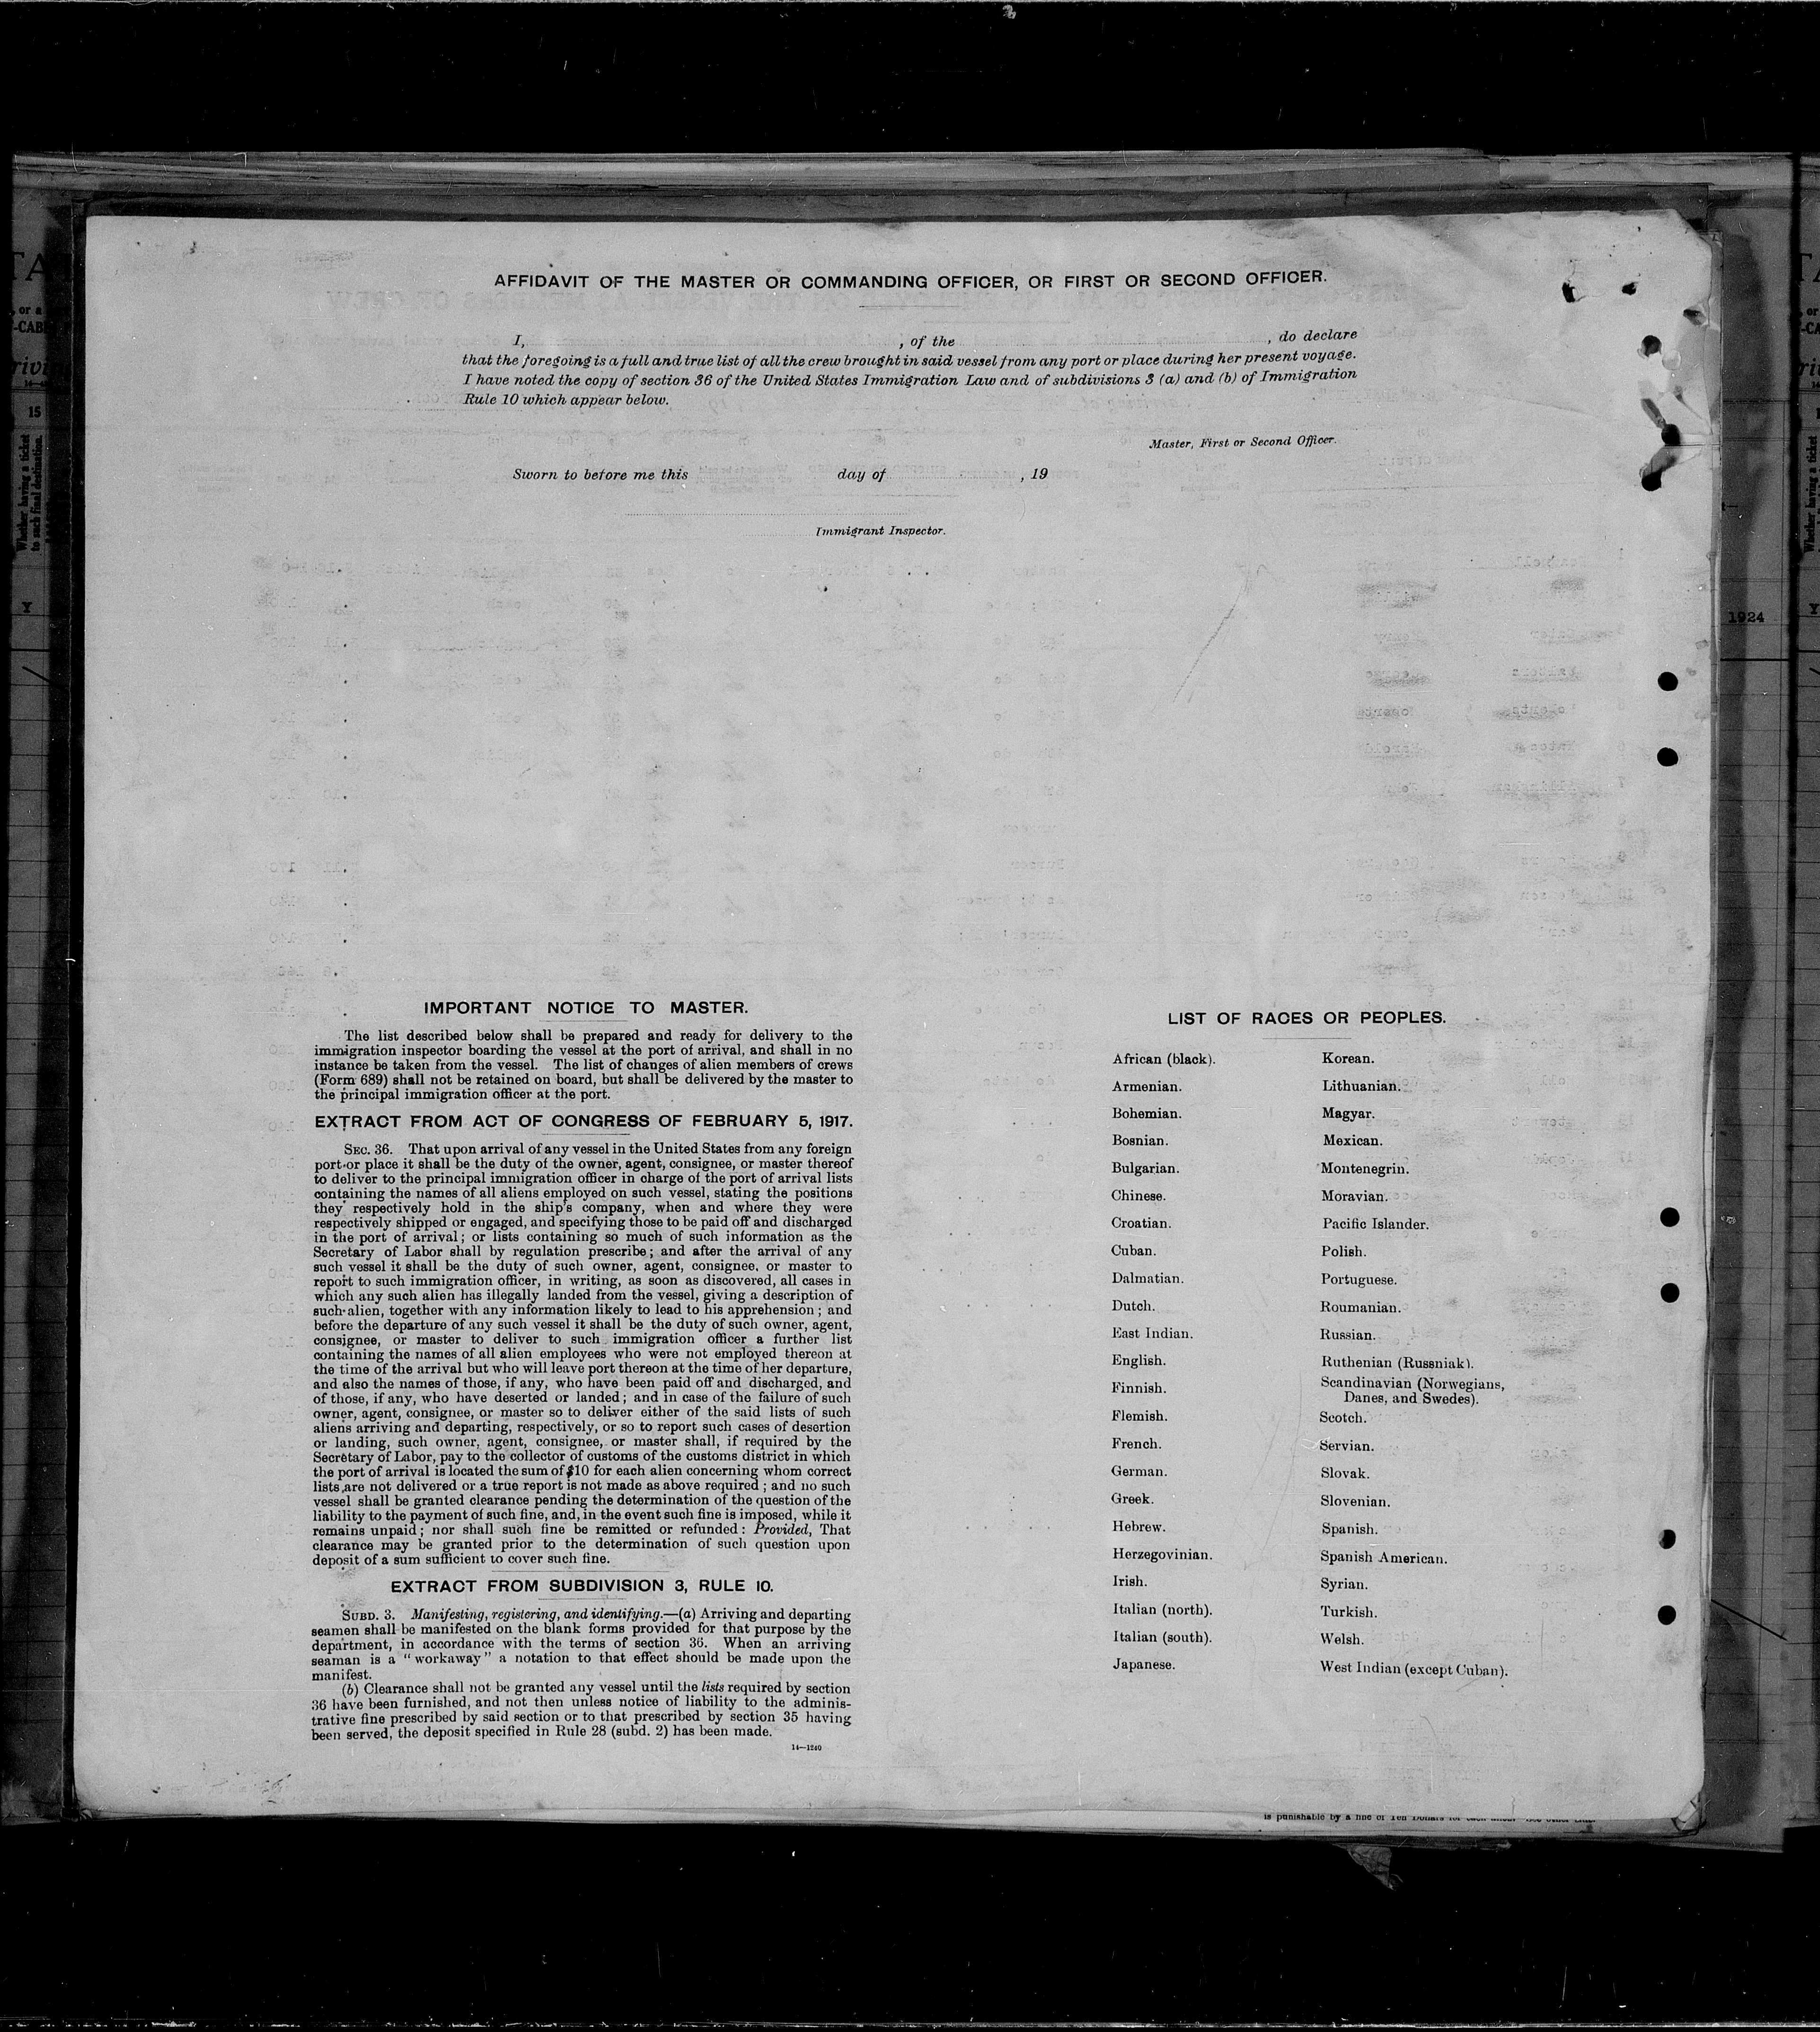 AFFIDAVIT OF THE MASTER OR COMMANDING OFFICER, OR FIRST OR SECOND OFFICER.
I, , of the , do declare
that the foregoing is a full and true list of all the crew brought in said vessel from any port or place during her present voyage.
I have noted the copy of section 36 of the United States Immigration Law and of subdivisions 3 (a) and (b) of Immigration
Rule 10 which appear below.
Master, First or Second Officer.
Sworn to before me this day of , 19
Immigrant Inspector.
15
Whether having a ticket
to such final destination.
Y
1924
IMPORTANT NOTICE TO MASTER.
The list described below shall be prepared and ready for delivery to the
immigration inspector boarding the vessel at the port of arrival, and shall in no
instance be taken from the vessel. The list of changes of alien members of crews
(Form 689) shall not be retained on board, but shall be delivered by the master to
the principal immigration officer at the port.
EXTRACT FROM ACT OF CONGRESS OF FEBRUARY 5, 1917.
SEC. 36. That upon arrival of any vessel in the United States from any foreign
port or place it shall be the duty of the owner, agent, consignee, or master thereof
to deliver to the principal immigration officer in charge of the port of arrival lists
containing the names of all aliens employed on such vessel, stating the positions
they respectively hold in the ship's company, when and where they were
respectively shipped or engaged, and specifying those to be paid off and discharged
in the port of arrival; or lists containing so much of such information as the
Secretary of Labor shall by regulation prescribe; and after the arrival of any
such vessel it shall be the duty of such owner, agent, consignee, or master to
report to such immigration officer, in writing, as soon as discovered, all cases in
which any such alien has illegally landed from the vessel, giving a description of
such alien, together with any information likely to lead to his apprehension; and
before the departure of any such vessel it shall be the duty of such owner, agent,
consignee, or master to deliver to such immigration officer a further list
containing the names of all alien employees who were not employed thereon at
the time of the arrival but who will leave port thereon at the time of her departure,
and also the names of those, if any, who have been paid off and discharged, and
of those, if any, who have deserted or landed; and in case of the failure of such
owner, agent, consignee, or master so to deliver either of the said lists of such
aliens arriving and departing, respectively, or so to report such cases of desertion
or landing, such owner, agent, consignee, or master shall, if required by the
Secretary of Labor, pay to the collector of customs of the customs district in which
the port of arrival is located the sum of $10 for each alien concerning whom correct
lists are not delivered or a true report is not made as above required; and no such
vessel shall be granted clearance pending the determination of the question of the
liability to the payment of such fine, and, in the event such fine is imposed, while it
remains unpaid; nor shall such fine be remitted or refunded: Provided, That
clearance may be granted prior to the determination of such question upon
deposit of a sum sufficient to cover such fine.
EXTRACT FROM SUBDIVISION 3, RULE 10.
SUBD. 3. Manifesting, registering, and identifying.—(a) Arriving and departing
seamen shall be manifested on the blank forms provided for that purpose by the
department, in accordance with the terms of section 36. When an arriving
seaman is a "workaway" a notation to that effect should be made upon the
manifest.
(b) Clearance shall not be granted any vessel until the lists required by section
36 have been furnished, and not then unless notice of liability to the adminis-
trative fine prescribed by said section or to that prescribed by section 35 having
been served, the deposit specified in Rule 28 (subd. 2) has been made.
14—1240
LIST OF RACES OR PEOPLES.
African (black).
Armenian.
Bohemian.
Bosnian.
Bulgarian.
Chinese.
Croatian.
Cuban.
Dalmatian.
Dutch.
East Indian.
English.
Finnish.
Flemish.
French.
German.
Greek.
Hebrew.
Herzegovinian.
Irish.
Italian (north).
Italian (south).
Japanese.
Korean.
Lithuanian.
Magyar.
Mexican.
Montenegrin.
Moravian.
Pacific Islander.
Polish.
Portuguese.
Roumanian.
Russian.
Ruthenian (Russniak).
Scandinavian (Norwegians,
Danes, and Swedes).
Scotch.
Servian.
Slovak.
Slovenian.
Spanish.
Spanish American.
Syrian.
Turkish.
Welsh.
West Indian (except Cuban).
is punishable by a fine of Ten Dollars for each